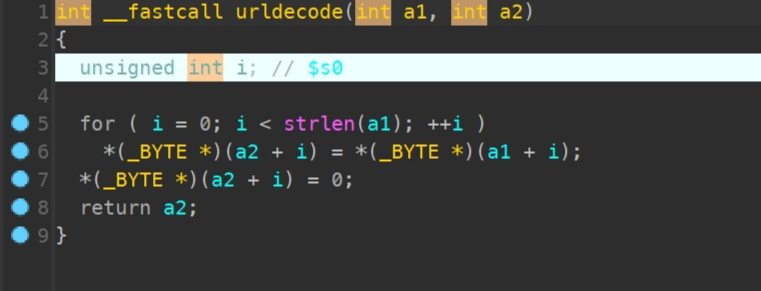 1 int __fastcall urldecode(int a1, int a2)
2 {
3   unsigned int i; // $s0
4
5   for ( i = 0; i < strlen(a1); ++i )
6     *(_BYTE *)(a2 + i) = *(_BYTE *)(a1 + i);
7   *(_BYTE *)(a2 + i) = 0;
8   return a2;
9 }